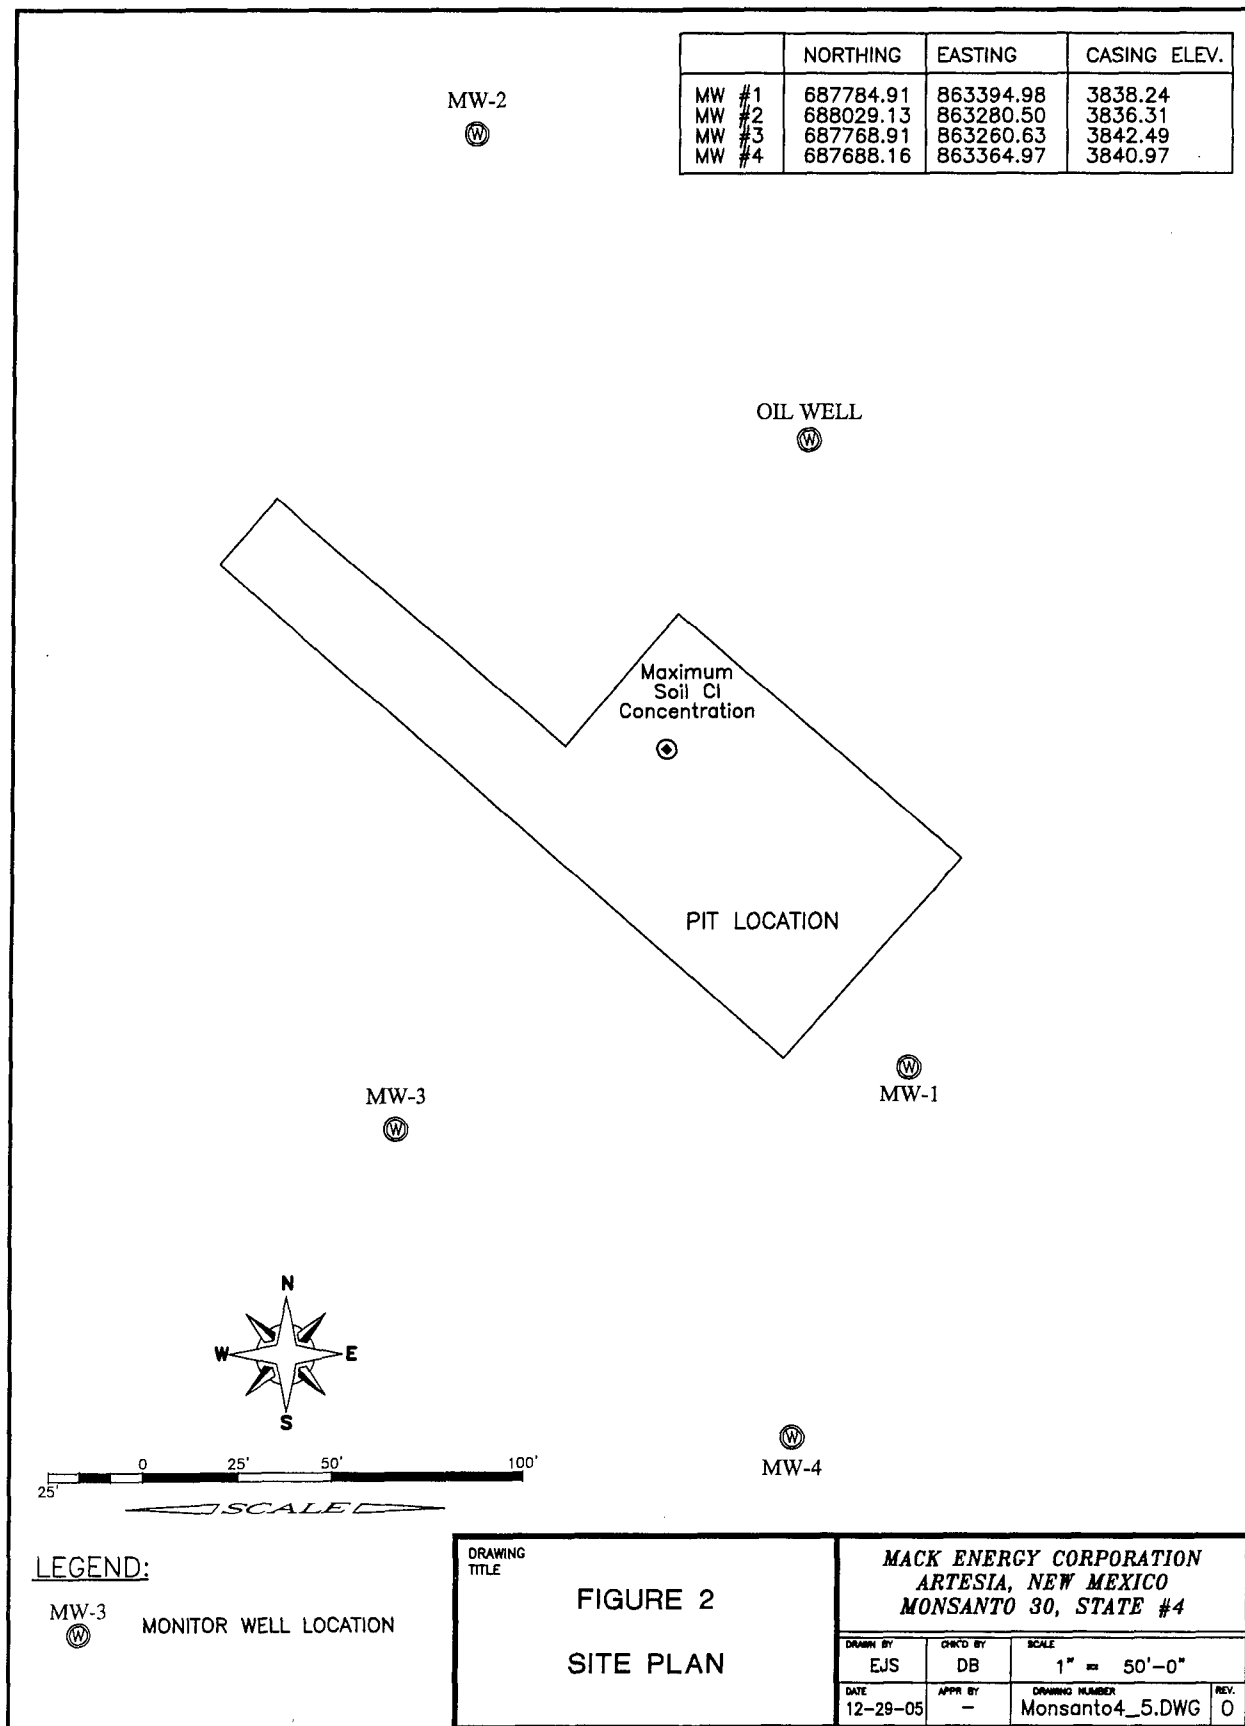 NORTHING EASTING CASING ELEV.
MW #1 687784.91 863394.98 3838.24
MW #2 688029.13 863280.50 3836.31
MW #3 687768.91 863260.63 3842.49
MW #4 687688.16 863364.97 3840.97
MW-2
W
OIL WELL
W
Maximum
Soil Cl
Concentration
PIT LOCATION
W
MW-1
MW-3
W
N
W E
S
W
MW-4
0 25' 50' 100'
25'
SCALE
LEGEND:
MW-3
W
MONITOR WELL LOCATION
DRAWING
TITLE
FIGURE 2
SITE PLAN
MACK ENERGY CORPORATION
ARTESIA, NEW MEXICO
MONSANTO 30, STATE #4
DRAWN BY CHK'D BY SCALE
EJS DB 1" = 50'-0"
DATE APPR BY DRAWING NUMBER REV.
12-29-05 - Monsanto4_5.DWG 0